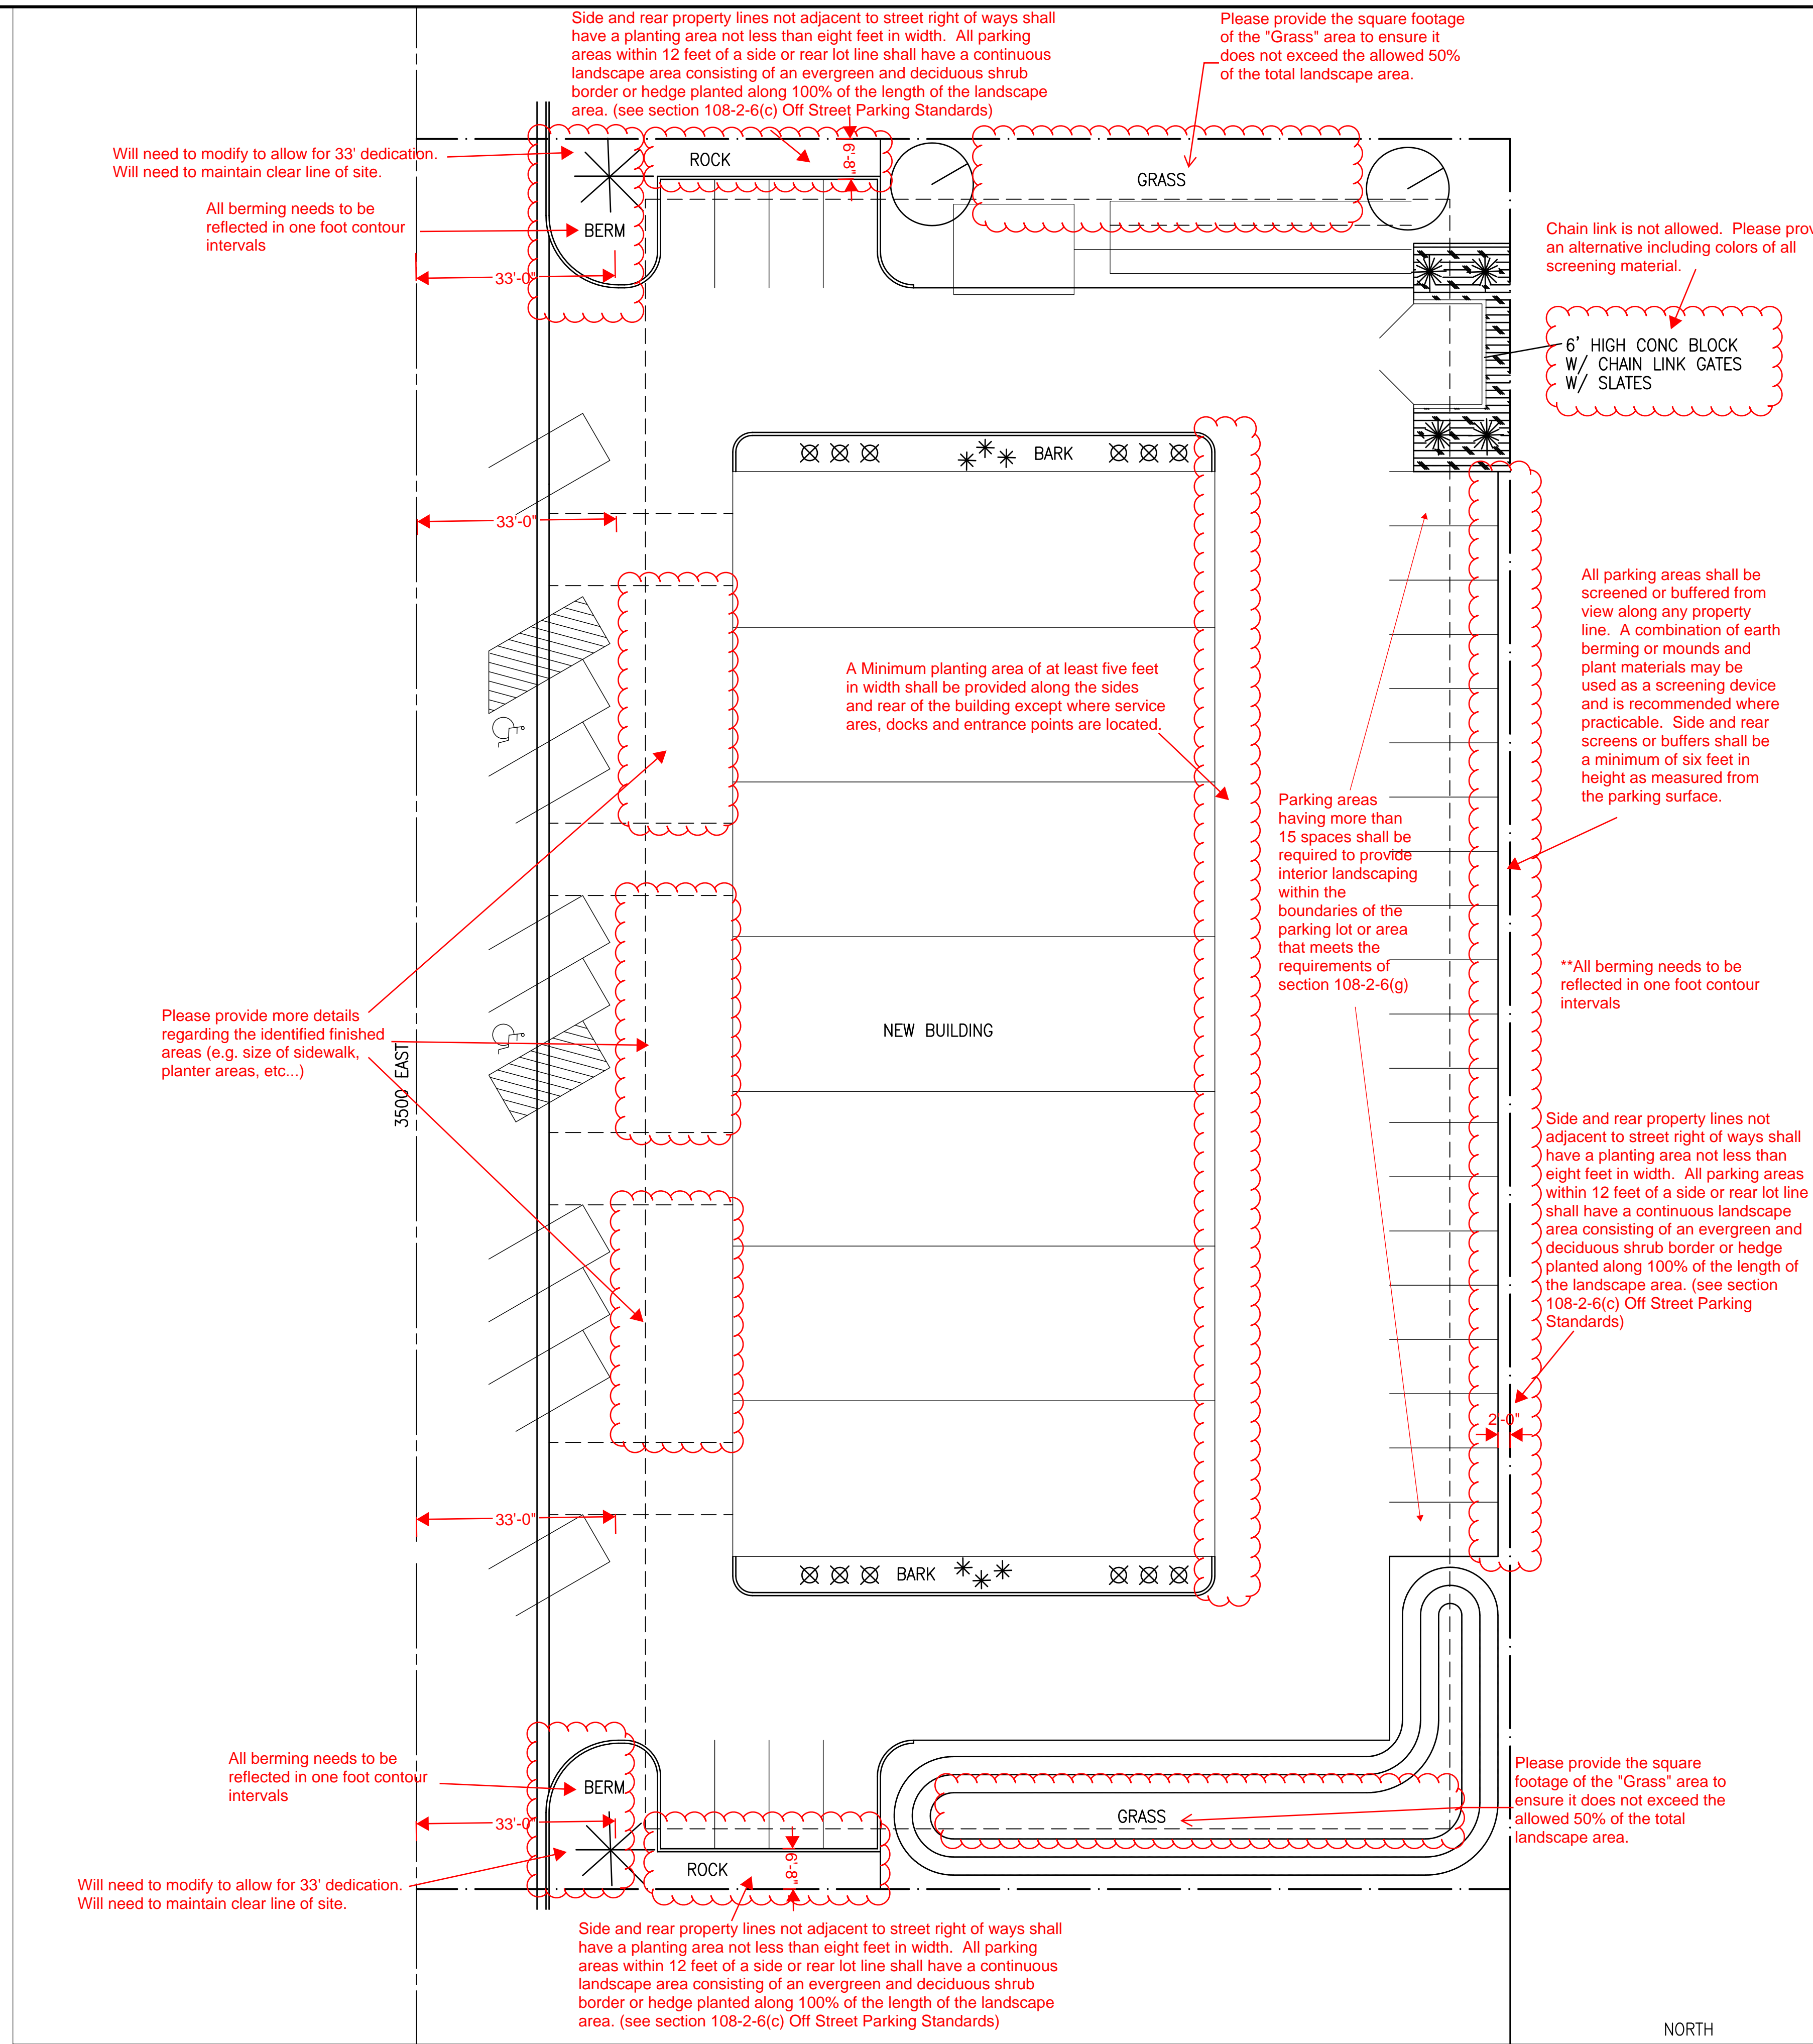 Side and rear property lines not adjacent to street right of ways shall
have a planting area not less than eight feet in width. All parking
areas within 12 feet of a side or rear lot line shall have a continuous
landscape area consisting of an evergreen and deciduous shrub
border or hedge planted along 100% of the length of the landscape
area. (see section 108-2-6(c) Off Street Parking Standards)
Please provide the square footage
of the "Grass" area to ensure it
does not exceed the allowed 50%
of the total landscape area.
Will need to modify to allow for 33' dedication.
Will need to maintain clear line of site.
ROCK
6'-8"
GRASS
All berming needs to be
reflected in one foot contour
intervals
BERM
33'-0"
Chain link is not allowed. Please prov
an alternative including colors of all
screening material.
6' HIGH CONC BLOCK
W/ CHAIN LINK GATES
W/ SLATES
BARK
33'-0"
All parking areas shall be
screened or buffered from
view along any property
line. A combination of earth
berming or mounds and
plant materials may be
used as a screening device
and is recommended where
practicable. Side and rear
screens or buffers shall be
a minimum of six feet in
height as measured from
the parking surface.
A Minimum planting area of at least five feet
in width shall be provided along the sides
and rear of the building except where service
ares, docks and entrance points are located.
Parking areas
having more than
15 spaces shall be
required to provide
interior landscaping
within the
boundaries of the
parking lot or area
that meets the
requirements of
section 108-2-6(g)
**All berming needs to be
reflected in one foot contour
intervals
Please provide more details
regarding the identified finished
areas (e.g. size of sidewalk,
planter areas, etc...)
3500 EAST
NEW BUILDING
Side and rear property lines not
adjacent to street right of ways shall
have a planting area not less than
eight feet in width. All parking areas
within 12 feet of a side or rear lot line
shall have a continuous landscape
area consisting of an evergreen and
deciduous shrub border or hedge
planted along 100% of the length of
the landscape area. (see section
108-2-6(c) Off Street Parking
Standards)
2'-0"
33'-0"
BARK
All berming needs to be
reflected in one foot contour
intervals
BERM
33'-0"
GRASS
Please provide the square
footage of the "Grass" area to
ensure it does not exceed the
allowed 50% of the total
landscape area.
ROCK
6'-8"
Will need to modify to allow for 33' dedication.
Will need to maintain clear line of site.
Side and rear property lines not adjacent to street right of ways shall
have a planting area not less than eight feet in width. All parking
areas within 12 feet of a side or rear lot line shall have a continuous
landscape area consisting of an evergreen and deciduous shrub
border or hedge planted along 100% of the length of the landscape
area. (see section 108-2-6(c) Off Street Parking Standards)
NORTH